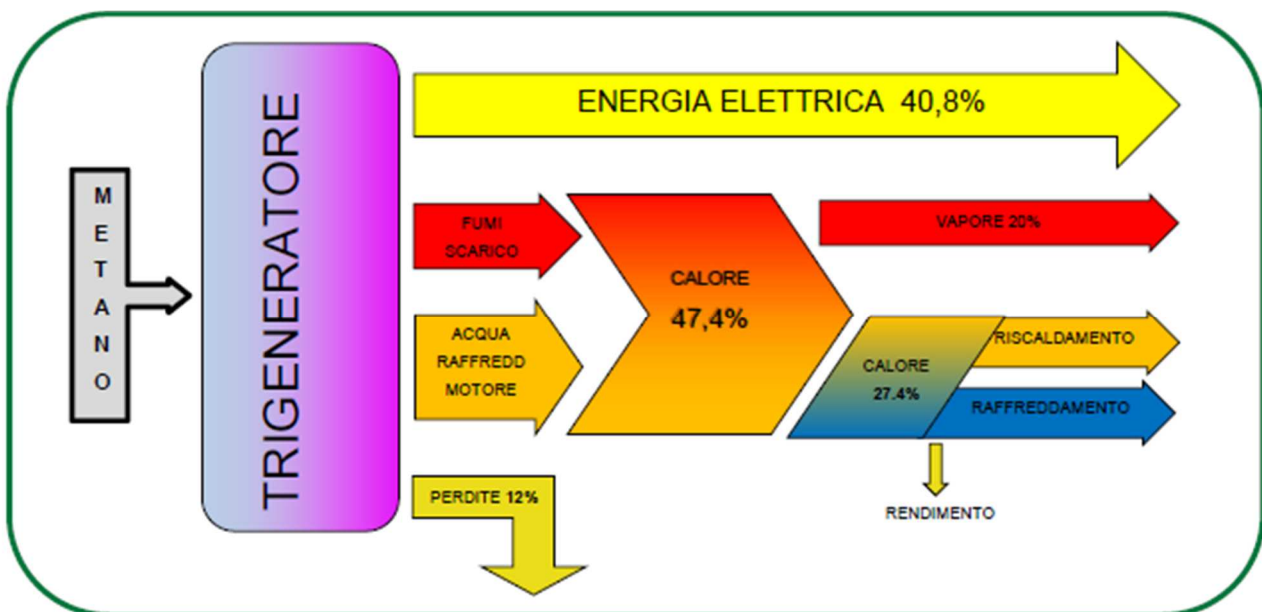 METANO
TRIGENERATORE
ENERGIA ELETTRICA 40,8%
FUMI
SCARICO
ACQUA
RAFFREDD
MOTORE
PERDITE 12%
CALORE
47,4%
VAPORE 20%
CALORE
27.4%
RISCALDAMENTO
RAFFREDDAMENTO
RENDIMENTO